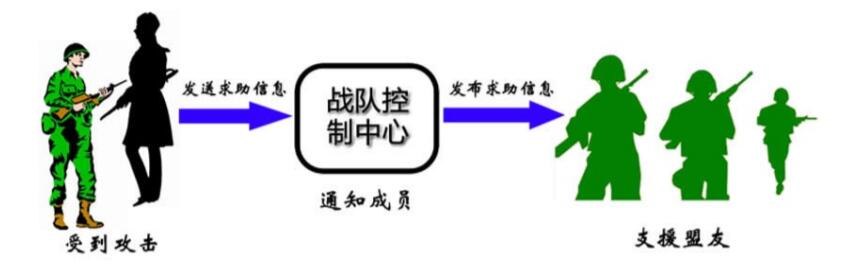 发送求助信息
发布求助信息
战队控
制中心
通知成员
受到攻击
支援盟友